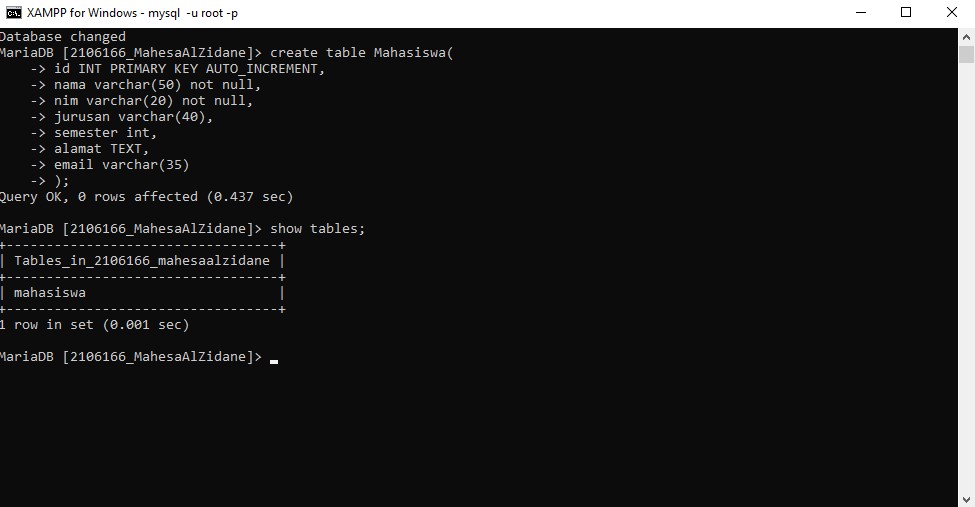 XAMPP for Windows - mysql  -u root -p
Database changed
MariaDB [2106166_MahesaAlZidane]> create table Mahasiswa(
    -> id INT PRIMARY KEY AUTO_INCREMENT,
    -> nama varchar(50) not null,
    -> nim varchar(20) not null,
    -> jurusan varchar(40),
    -> semester int,
    -> alamat TEXT,
    -> email varchar(35)
    -> );
Query OK, 0 rows affected (0.437 sec)
MariaDB [2106166_MahesaAlZidane]> show tables;
+----------------------------------+
| Tables_in_2106166_mahesaalzidane |
+----------------------------------+
| mahasiswa                        |
+----------------------------------+
1 row in set (0.001 sec)
MariaDB [2106166_MahesaAlZidane]> _